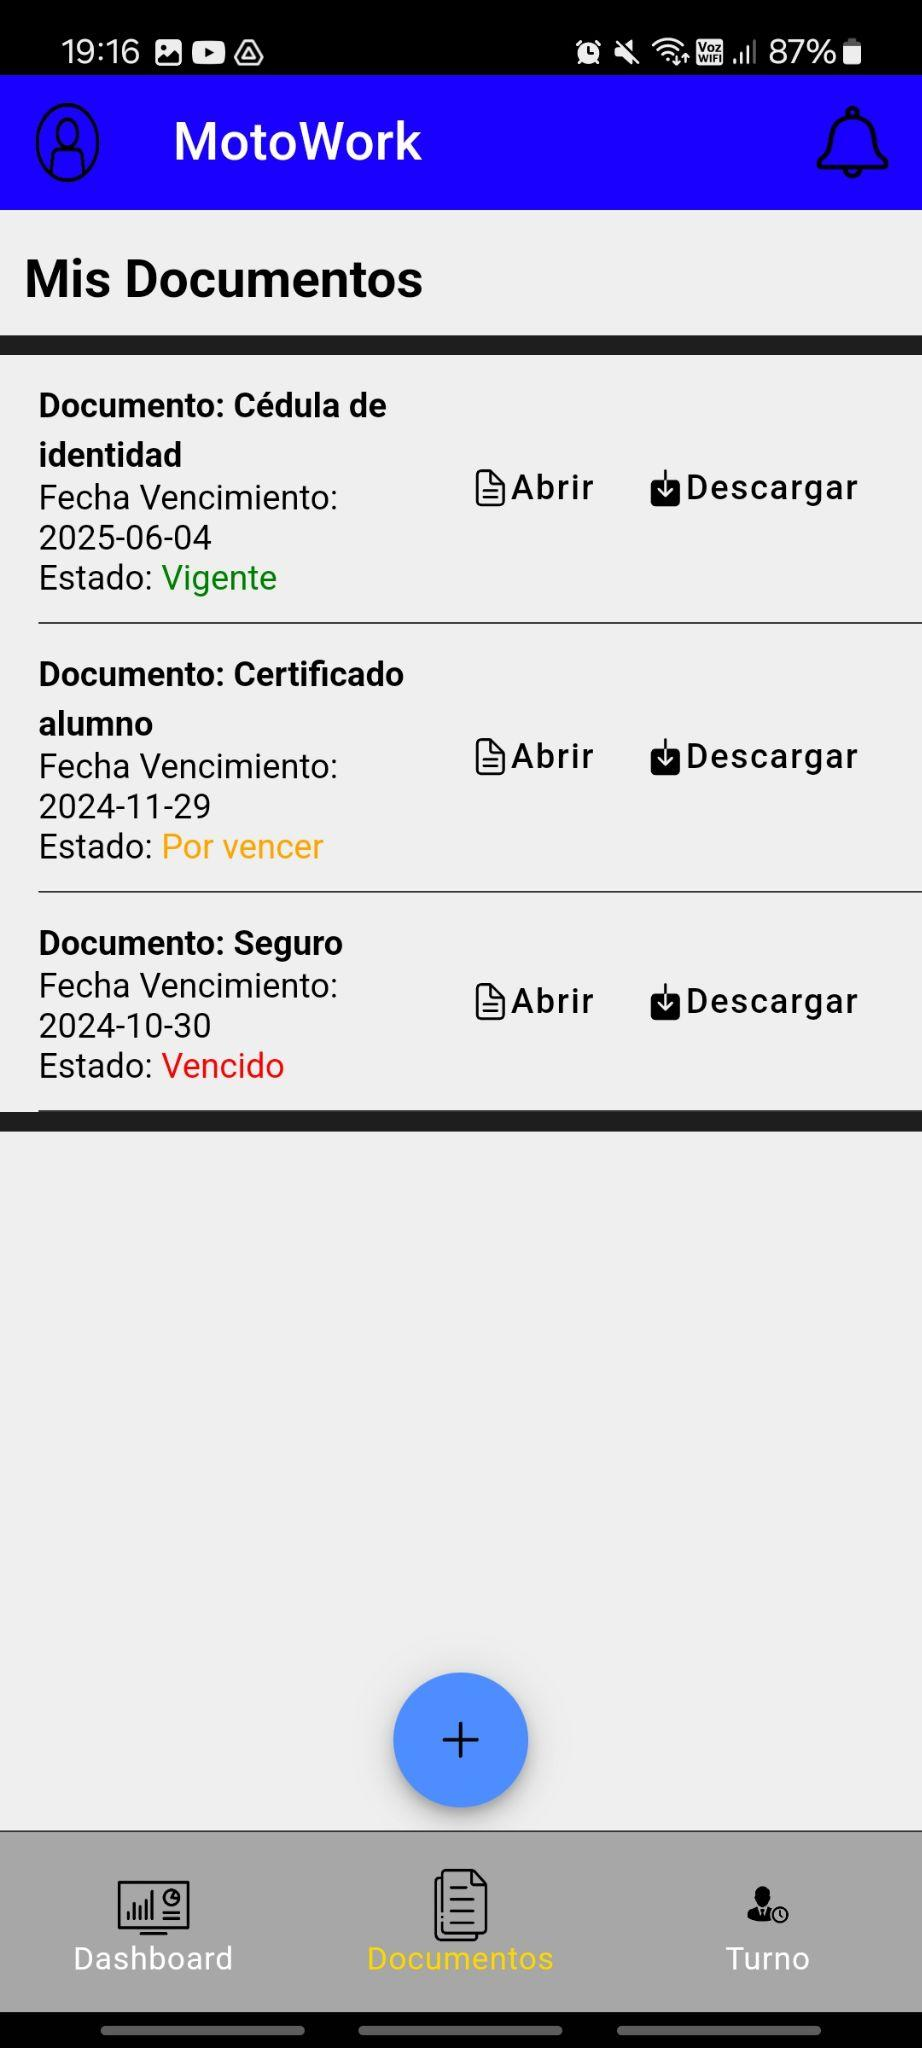 19:16 Voz WIFI 87%
MotoWork
Mis Documentos
Documento: Cédula de
identidad
Fecha Vencimiento:
2025-06-04
Estado: Vigente
Abrir Descargar
Documento: Certificado
alumno
Fecha Vencimiento:
2024-11-29
Estado: Por vencer
Abrir Descargar
Documento: Seguro
Fecha Vencimiento:
2024-10-30
Estado: Vencido
Abrir Descargar
Dashboard Documentos Turno